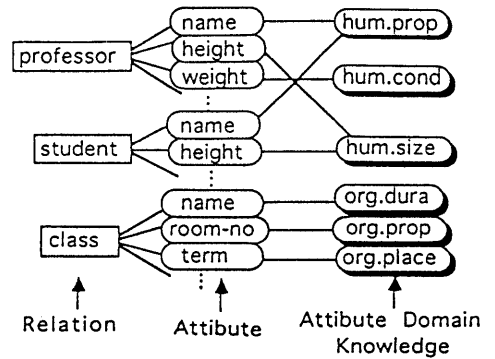 name hum.prop
professor height
weight hum.cond
name
student height hum.size
name org.dura
class room-no org.prop
term org.place
Relation Attibute Attibute Domain
Knowledge